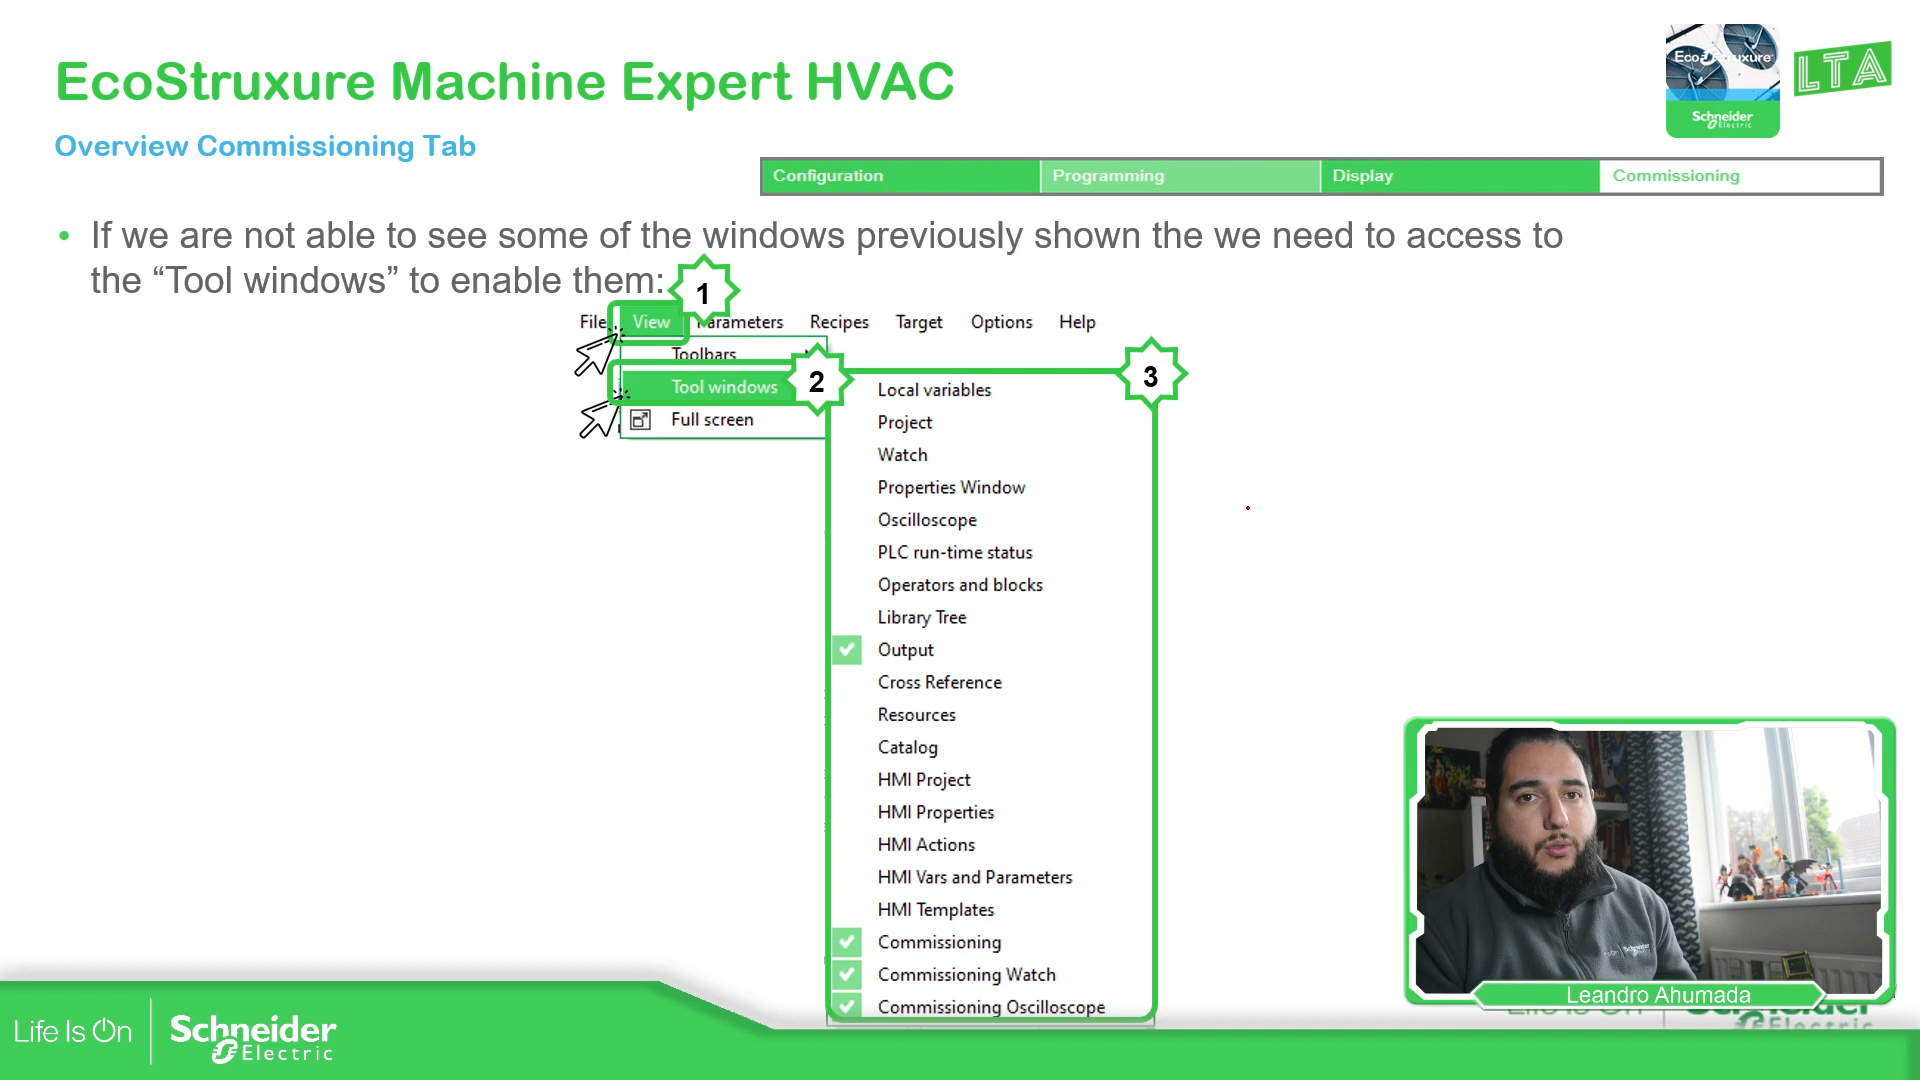 EcoStruxure Machine Expert HVAC
Overview Commissioning Tab
EcoStruxure
Schneider
Electric
LTA
Configuration Programming Display Commissioning
• If we are not able to see some of the windows previously shown the we need to access to
the “Tool windows” to enable them:
1
File View Parameters Recipes Target Options Help
Toolbars
Tool windows
2
3
Full screen
Local variables
Project
Watch
Properties Window
Oscilloscope
PLC run-time status
Operators and blocks
Library Tree
Output
Cross Reference
Resources
Catalog
HMI Project
HMI Properties
HMI Actions
HMI Vars and Parameters
HMI Templates
Commissioning
Commissioning Watch
Commissioning Oscilloscope
Schneider
Leandro Ahumada
Life Is On
Schneider
Electric